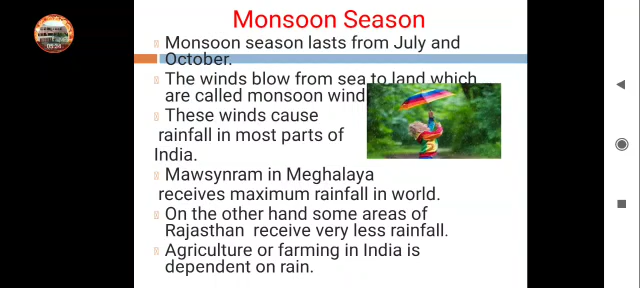 Monsoon Season
Monsoon season lasts from July and
October.
The winds blow from sea to land which
are called monsoon wind
These winds cause
rainfall in most parts of
India.
Mawsynram in Meghalaya
receives maximum rainfall in world.
On the other hand some areas of
Rajasthan receive very less rainfall.
Agriculture or farming in India is
dependent on rain.
05:24